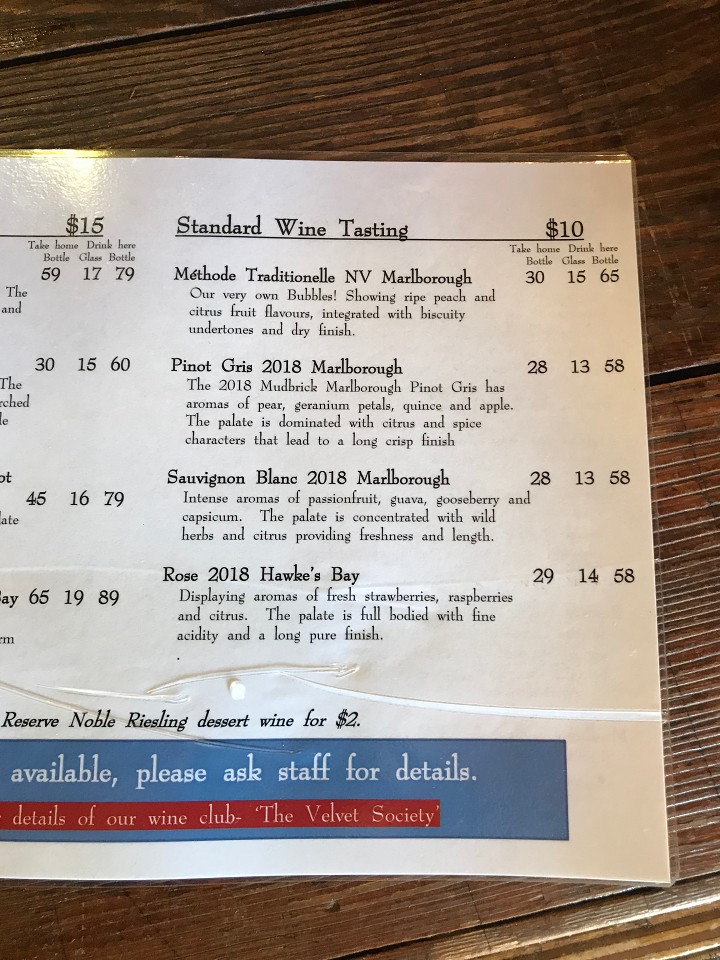 $15
Take home Drink here
Bottle Glass Bottle
59 17 79
The
and
30 15 60
The
45 16 79
65 19 89
Standard Wine Tasting $10
Take home Drink here
Bottle Glass Bottle
Méthode Traditionelle NV Marlborough 30 15 65
Our very own Bubbles! Showing ripe peach and
citrus fruit flavours, integrated with biscuity
undertones and dry finish.
Pinot Gris 2018 Marlborough 28 13 58
The 2018 Mudbrick Marlborough Pinot Gris has
aromas of pear, geranium petals, quince and apple.
The palate is dominated with citrus and spice
characters that lead to a long crisp finish
Sauvignon Blanc 2018 Marlborough 28 13 58
Intense aromas of passionfruit, guava, gooseberry and
capsicum. The palate is concentrated with wild
herbs and citrus providing freshness and length.
Rose 2018 Hawke's Bay 29 14 58
Displaying aromas of fresh strawberries, raspberries
and citrus. The palate is full bodied with fine
acidity and a long pure finish.
Reserve Noble Riesling dessert wine for $2.
available, please ask staff for details.
details of our wine club- 'The Velvet Society'